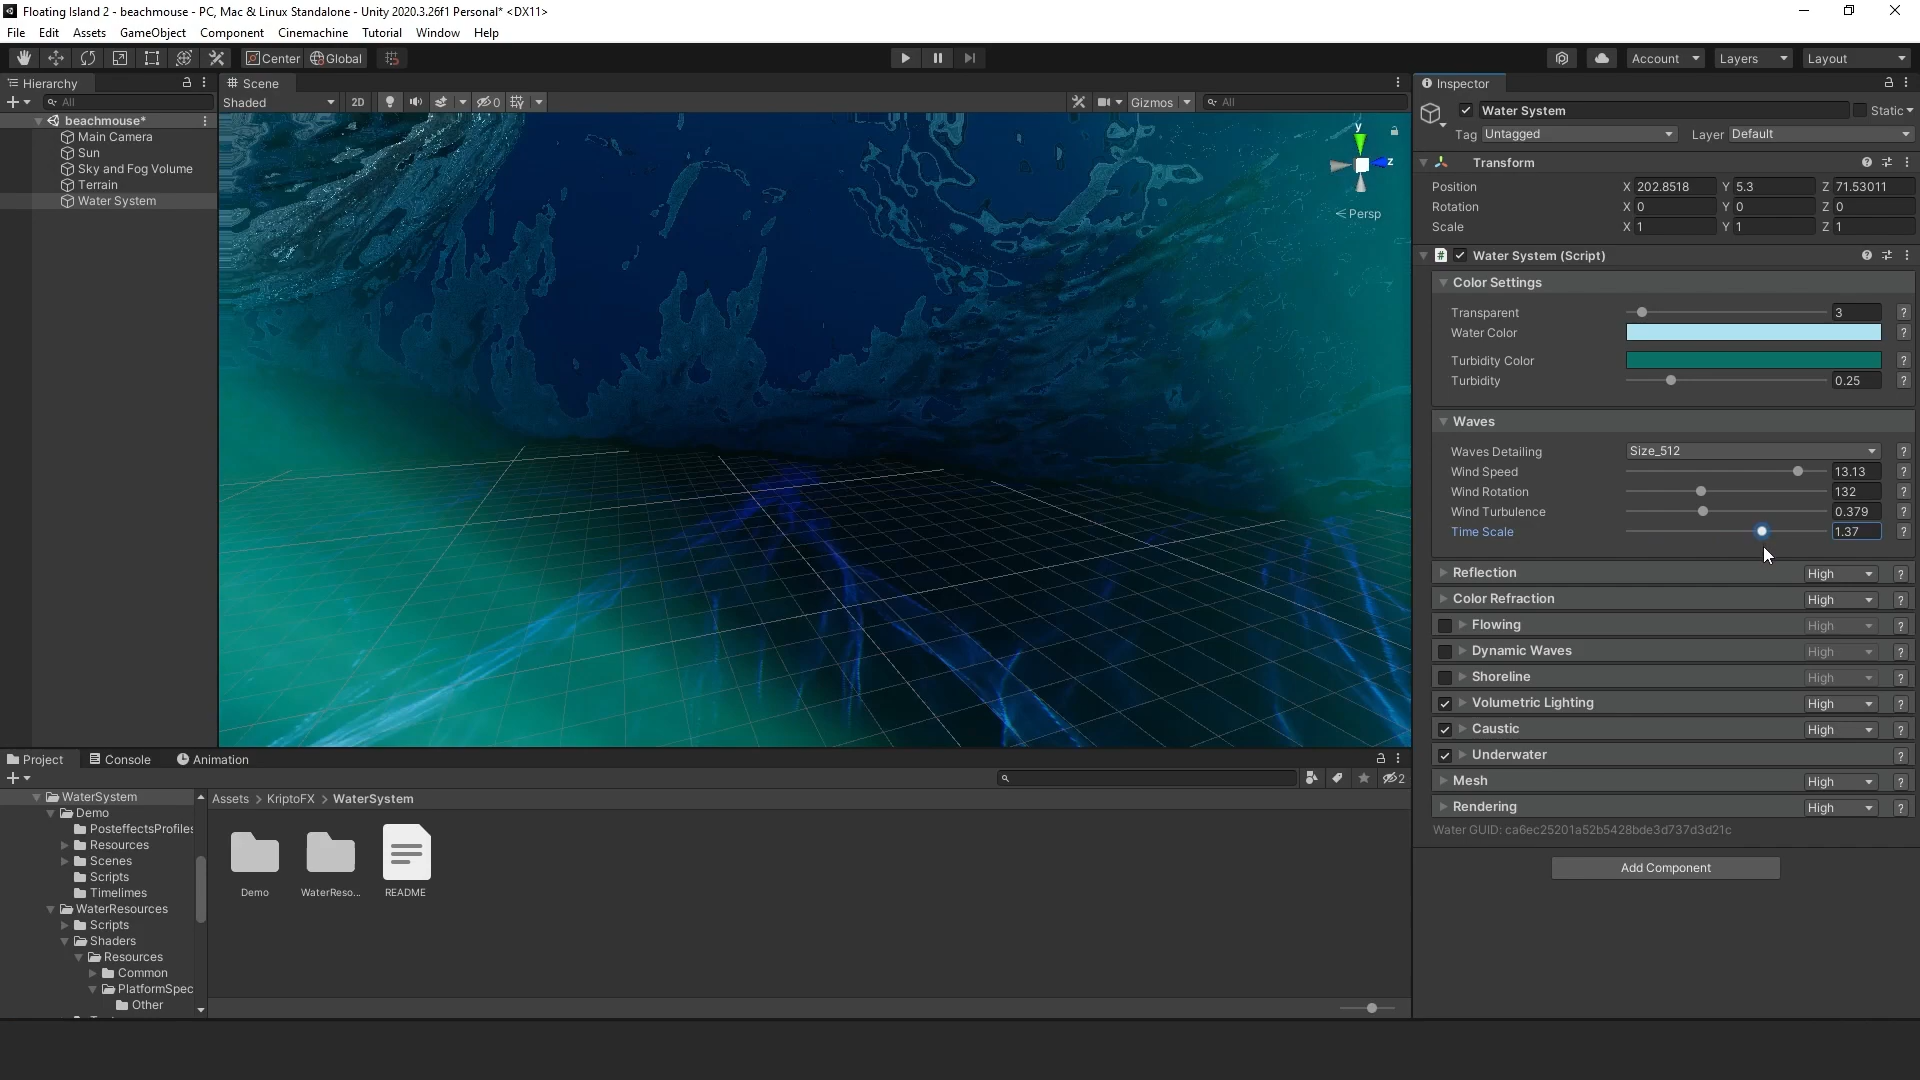 Floating Island 2 - beachmouse - PC, Mac & Linux Standalone - Unity 2020.3.26f1 Personal* <DX11>
File Edit Assets GameObject Component Cinemachine Tutorial Window Help
Center Global Account Layers Layout
Hierarchy
All
beachmouse*
Main Camera
Sun
Sky and Fog Volume
Terrain
Water System
Scene
Shaded 2D 0 Gizmos All
y
z
Persp
Inspector
Water System Static
Tag Untagged Layer Default
Transform
Position X 202.8518 Y 5.3 Z 71.53011
Rotation X 0 Y 0 Z 0
Scale X 1 Y 1 Z 1
# Water System (Script)
Color Settings
Transparent 3 ?
Water Color ?
Turbidity Color ?
Turbidity 0.25 ?
Waves
Waves Detailing Size_512 ?
Wind Speed 13.13 ?
Wind Rotation 132 ?
Wind Turbulence 0.379 ?
Time Scale 1.37 ?
Reflection High ?
Color Refraction High ?
Flowing High ?
Dynamic Waves High ?
Shoreline High ?
Volumetric Lighting High ?
Caustic High ?
Underwater ?
Mesh High ?
Rendering High ?
Water GUID: ca6ec25201a52b5428bde3d737d3d21c
Add Component
Project Console Animation
2
WaterSystem
Demo
PosteffectsProfiles
Resources
Scenes
Scripts
Timelimes
WaterResources
Scripts
Shaders
Resources
Common
PlatformSpec
Other
Assets > KriptoFX > WaterSystem
Demo WaterReso... README